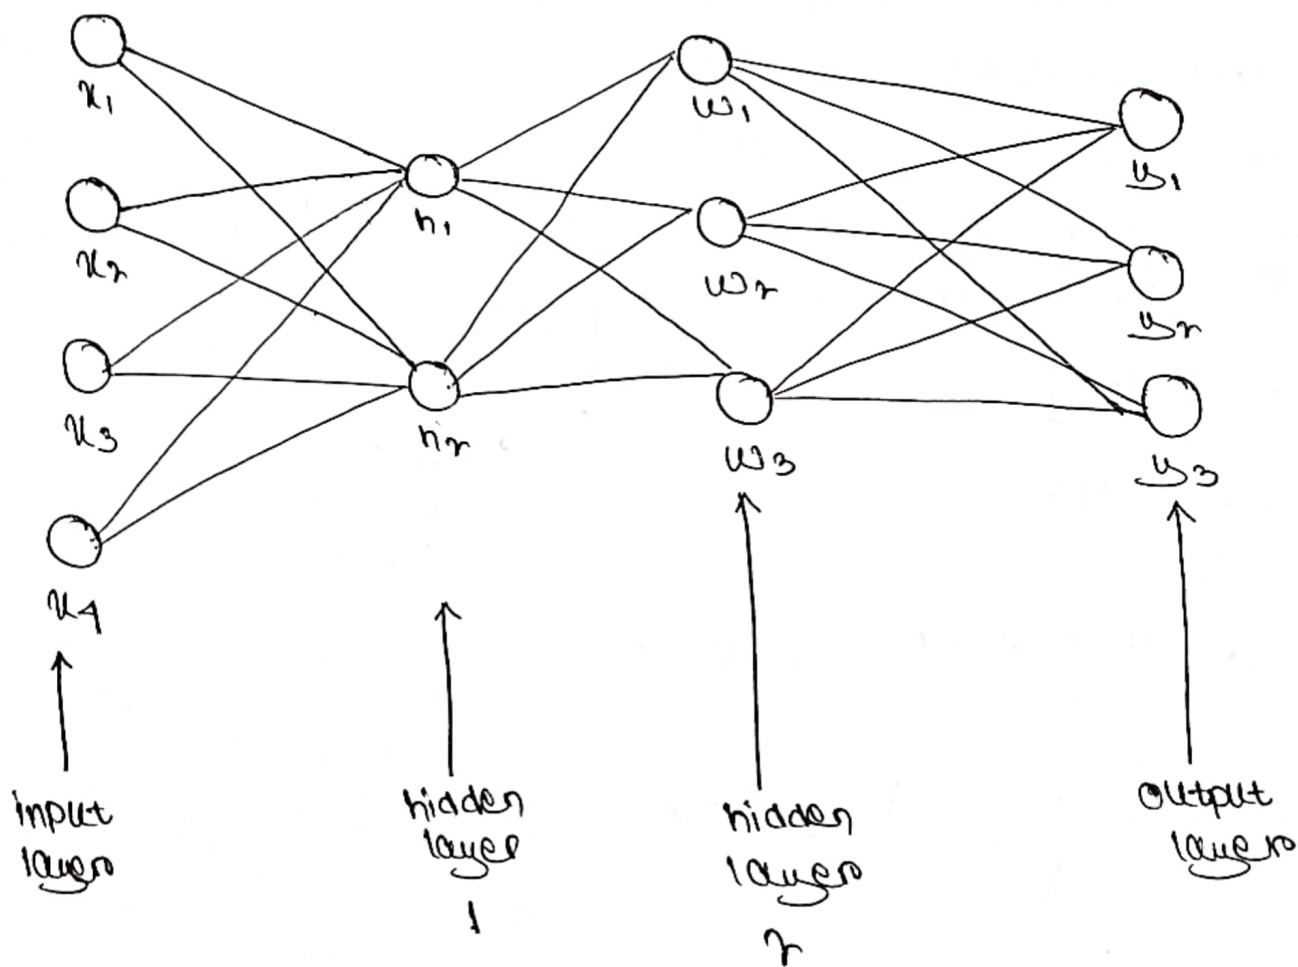 x1
x2
x3
x4
h1
h2
w1
w2
w3
y1
y2
y3
input
layer
hidden
layer
1
hidden
layer
2
output
layer